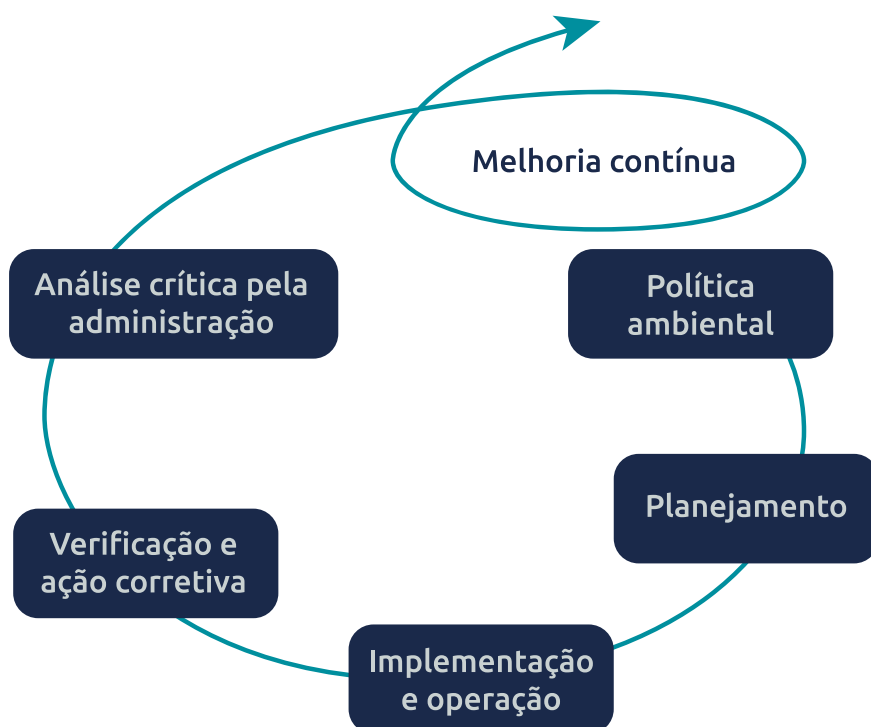 Melhoria contínua
Análise crítica pela
administração
Política
ambiental
Planejamento
Verificação e
ação corretiva
Implementação
e operação